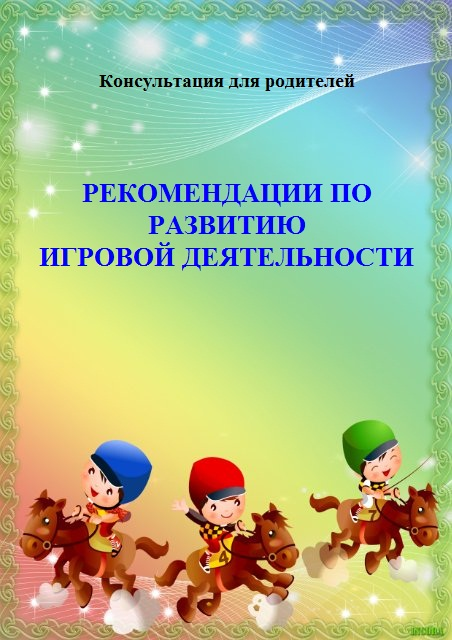 Консультация для родителей
РЕКОМЕНДАЦИИ ПО
РАЗВИТИЮ
ИГРОВОЙ ДЕЯТЕЛЬНОСТИ